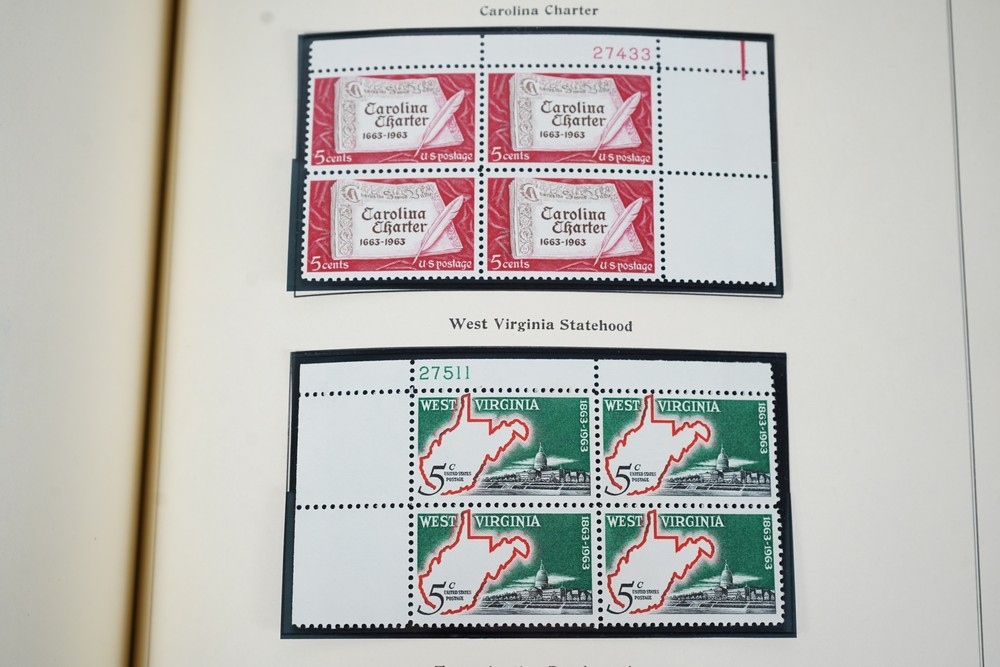 Carolina Charter
27433
Carolina
Charter
1663-1963
5 cents U·S postage
Carolina
Charter
1663-1963
5 cents U·S postage
Carolina
Charter
1663-1963
5 cents U·S postage
Carolina
Charter
1663-1963
5 cents U·S postage
West Virginia Statehood
27511
WEST VIRGINIA
1863-1963
5c
UNITED STATES
POSTAGE
WEST VIRGINIA
1863-1963
5c
UNITED STATES
POSTAGE
WEST VIRGINIA
1863-1963
5c
UNITED STATES
POSTAGE
WEST VIRGINIA
1863-1963
5c
UNITED STATES
POSTAGE